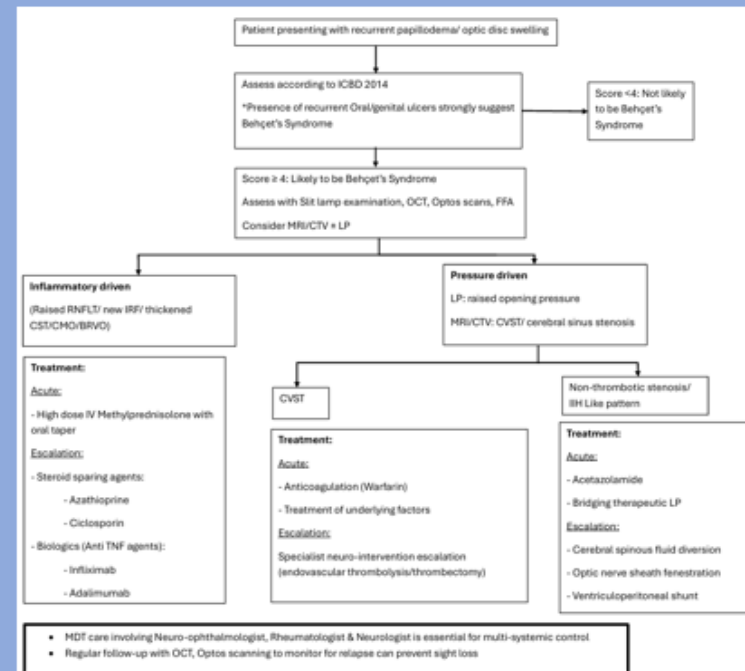 Patient presenting with recurrent papilloedema/ optic disc swelling
Assess according to ICBD 2014
*Presence of recurrent Oral/genital ulcers strongly suggest
Behçet's Syndrome
Score <4: Not likely
to be Behçet's
Syndrome
Score ≥ 4: Likely to be Behçet's Syndrome
Assess with Slit lamp examination, OCT, Optos scans, FFA
Consider MRI/CTV + LP
Inflammatory driven
(Raised RNFLT/ new IRF/ thickened
CST/CMO/BRVO)
Pressure driven
LP: raised opening pressure
MRI/CTV: CVST/ cerebral sinus stenosis
Treatment:
Acute:
- High dose IV Methylprednisolone with
oral taper
Escalation:
- Steroid sparing agents:
- Azathioprine
- Ciclosporin
- Biologics (Anti TNF agents):
- Infliximab
- Adalimumab
CVST
Treatment:
Acute:
- Anticoagulation (Warfarin)
- Treatment of underlying factors
Escalation:
Specialist neuro-intervention escalation
(endovascular thrombolysis/thrombectomy)
Non-thrombotic stenosis/
IIH Like pattern
Treatment:
Acute:
- Acetazolamide
- Bridging therapeutic LP
Escalation:
- Cerebral spinous fluid diversion
- Optic nerve sheath fenestration
- Ventriculoperitoneal shunt
• MDT care involving Neuro-ophthalmologist, Rheumatologist & Neurologist is essential for multi-systemic control
• Regular follow-up with OCT, Optos scanning to monitor for relapse can prevent sight loss